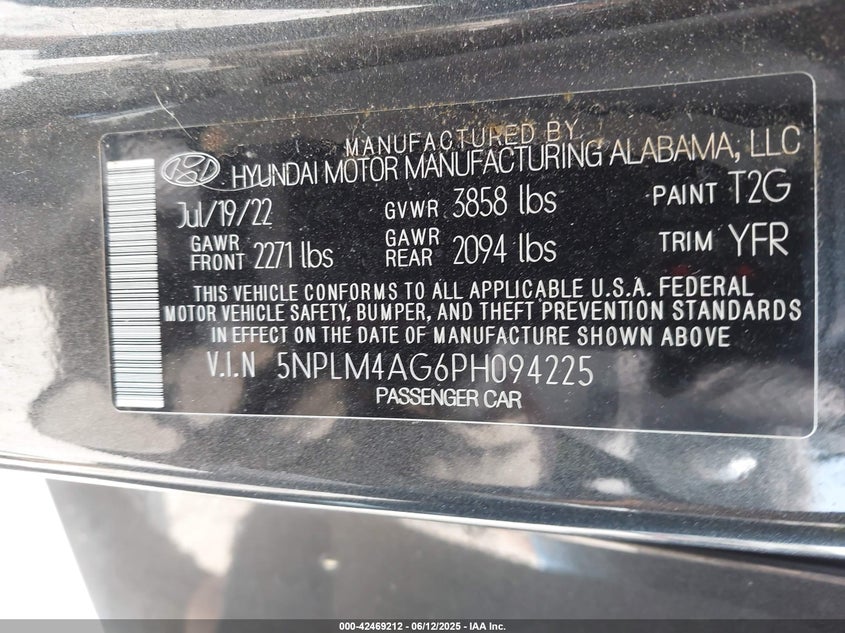 MANUFACTURED BY
HYUNDAI MOTOR MANUFACTURING ALABAMA, LLC
Jul/19/22 GVWR 3858 lbs PAINT T2G
GAWR FRONT 2271 lbs GAWR REAR 2094 lbs TRIM YFR
THIS VEHICLE CONFORMS TO ALL APPLICABLE U.S.A. FEDERAL
MOTOR VEHICLE SAFETY, BUMPER, AND THEFT PREVENTION STANDARDS
IN EFFECT ON THE DATE OF MANUFACTURE SHOWN ABOVE
V.I.N 5NPLM4AG6PH094225
PASSENGER CAR
000-42469212 - 06/12/2025 - IAA Inc.